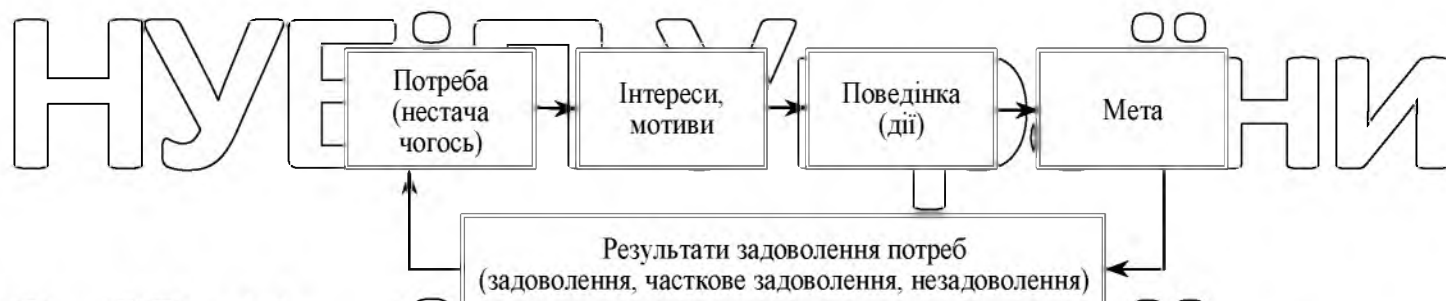 Потреба
(нестача
чогось)
Інтереси,
мотиви
Поведінка
(дії)
Мета
Результати задоволення потреб
(задоволення, часткове задоволення, незадоволення)